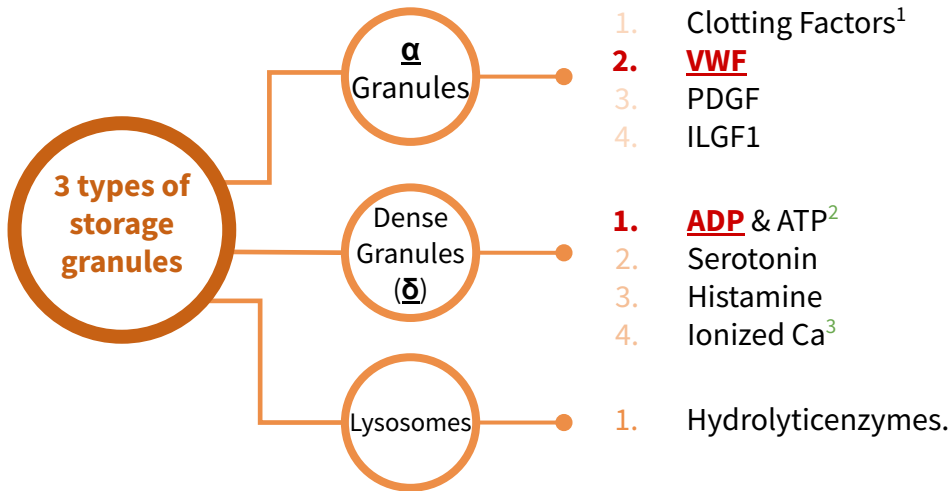 3 types of
storage
granules
α
Granules
1. Clotting Factors¹
2. VWF
3. PDGF
4. ILGF1
Dense
Granules
(δ)
1. ADP & ATP²
2. Serotonin
3. Histamine
4. Ionized Ca³
Lysosomes
1. Hydrolyticenzymes.